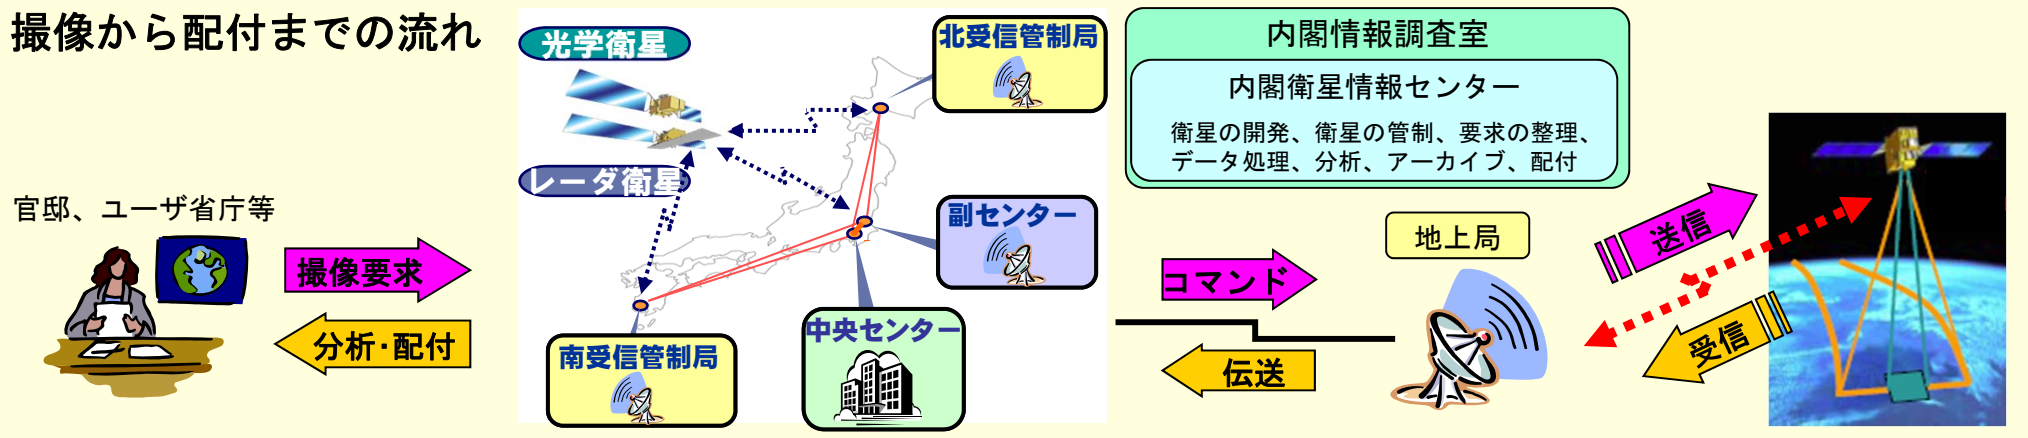 撮像から配付までの流れ
官邸、ユーザ省庁等
撮像要求
分析・配付
光学衛星
レーダ衛星
北受信管制局
副センター
中央センター
南受信管制局
内閣情報調査室
内閣衛星情報センター
衛星の開発、衛星の管制、要求の整理、
データ処理、分析、アーカイブ、配付
地上局
コマンド
伝送
送信
受信